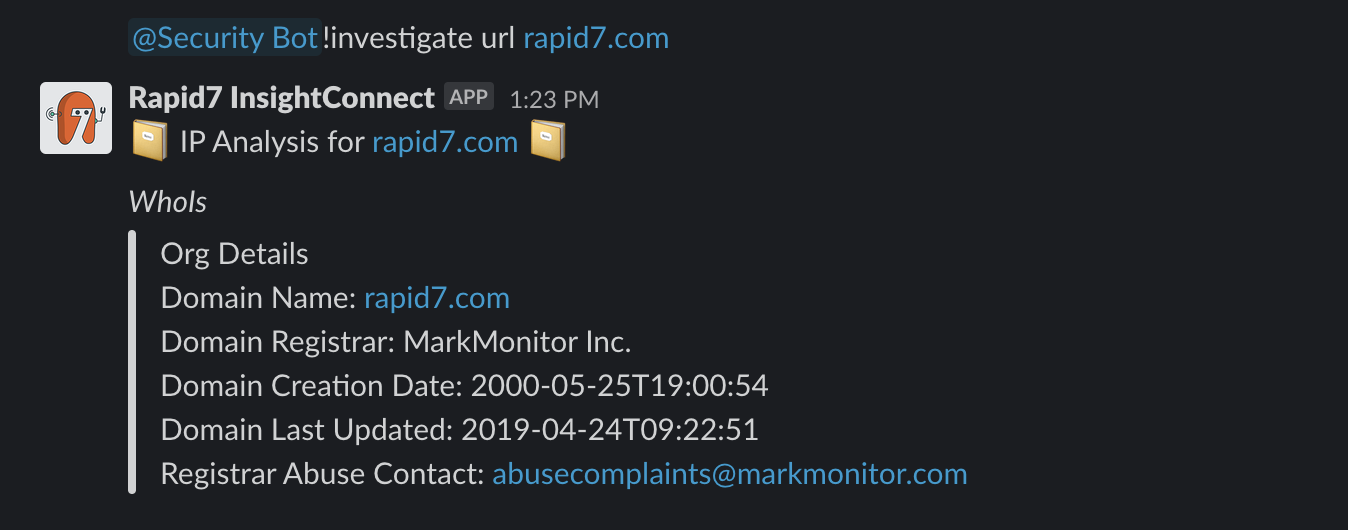 @Security Bot !investigate url rapid7.com
Rapid7 InsightConnect APP 1:23 PM
IP Analysis for rapid7.com
WhoIs
Org Details
Domain Name: rapid7.com
Domain Registrar: MarkMonitor Inc.
Domain Creation Date: 2000-05-25T19:00:54
Domain Last Updated: 2019-04-24T09:22:51
Registrar Abuse Contact: abusecomplaints@markmonitor.com